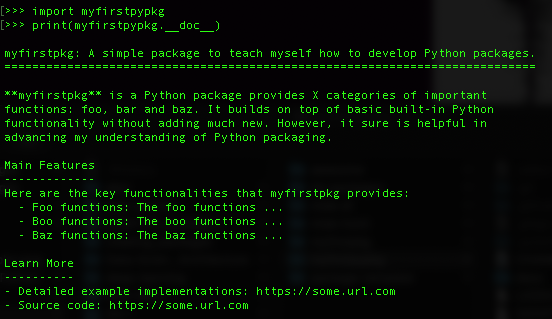 [>>> import myfirstpypkg
[>>> print(myfirstpypkg.__doc__)
myfirstpkg: A simple package to teach myself how to develop Python packages.
============================================================================
**myfirstpkg** is a Python package provides X categories of important
functions: foo, bar and baz. It builds on top of basic built-in Python
functionality without adding much new. However, it sure is helpful in
advancing my understanding of Python packaging.
Main Features
-------------
Here are the key functionalities that myfirstpkg provides:
- Foo functions: The foo functions ...
- Boo functions: The boo functions ...
- Baz functions: The baz functions ...
Learn More
----------
- Detailed example implementations: https://some.url.com
- Source code: https://some.url.com